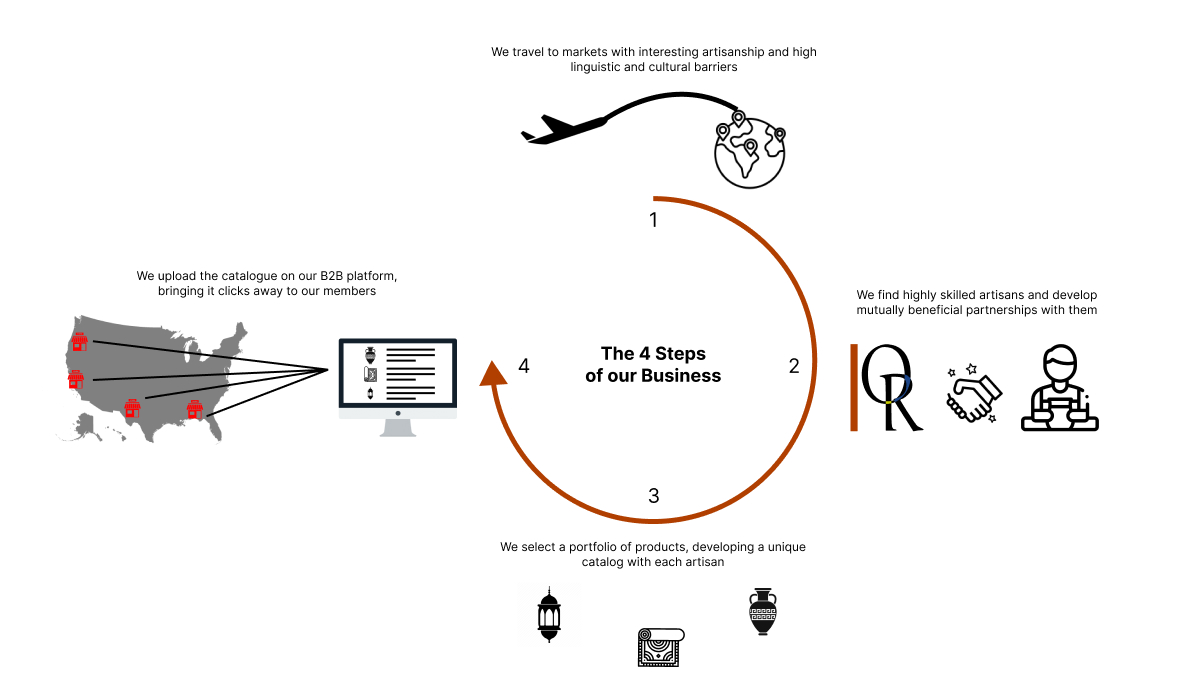 We travel to markets with interesting artisanship and high
linguistic and cultural barriers
1
We upload the catalogue on our B2B platform,
bringing it clicks away to our members
We find highly skilled artisans and develop
mutually beneficial partnerships with them
The 4 Steps
of our Business
4
2
QR
3
We select a portfolio of products, developing a unique
catalog with each artisan